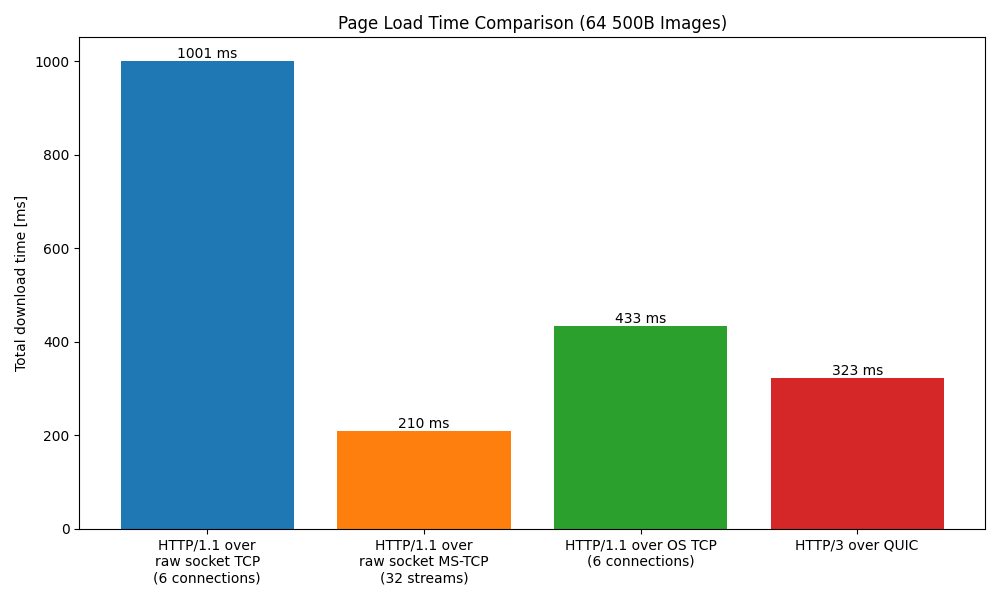 Page Load Time Comparison (64 500B Images)
Total download time [ms]
1000
800
600
400
200
0
1001 ms
210 ms
433 ms
323 ms
HTTP/1.1 over
raw socket TCP
(6 connections)
HTTP/1.1 over
raw socket MS-TCP
(32 streams)
HTTP/1.1 over OS TCP
(6 connections)
HTTP/3 over QUIC